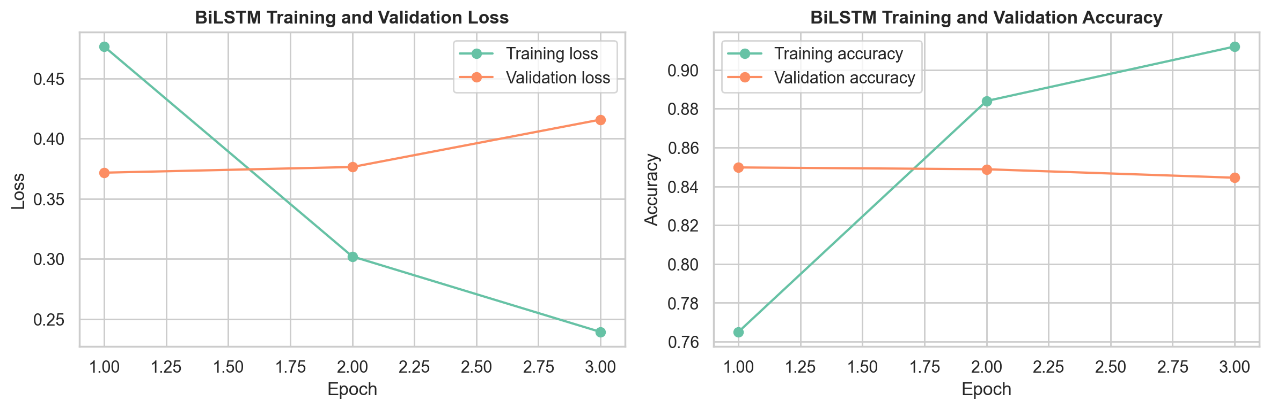 BiLSTM Training and Validation Loss
Training loss
Validation loss
0.45
0.40
0.35
0.30
0.25
Loss
1.00 1.25 1.50 1.75 2.00 2.25 2.50 2.75 3.00
Epoch
BiLSTM Training and Validation Accuracy
Training accuracy
Validation accuracy
0.90
0.88
0.86
0.84
0.82
0.80
0.78
0.76
Accuracy
1.00 1.25 1.50 1.75 2.00 2.25 2.50 2.75 3.00
Epoch